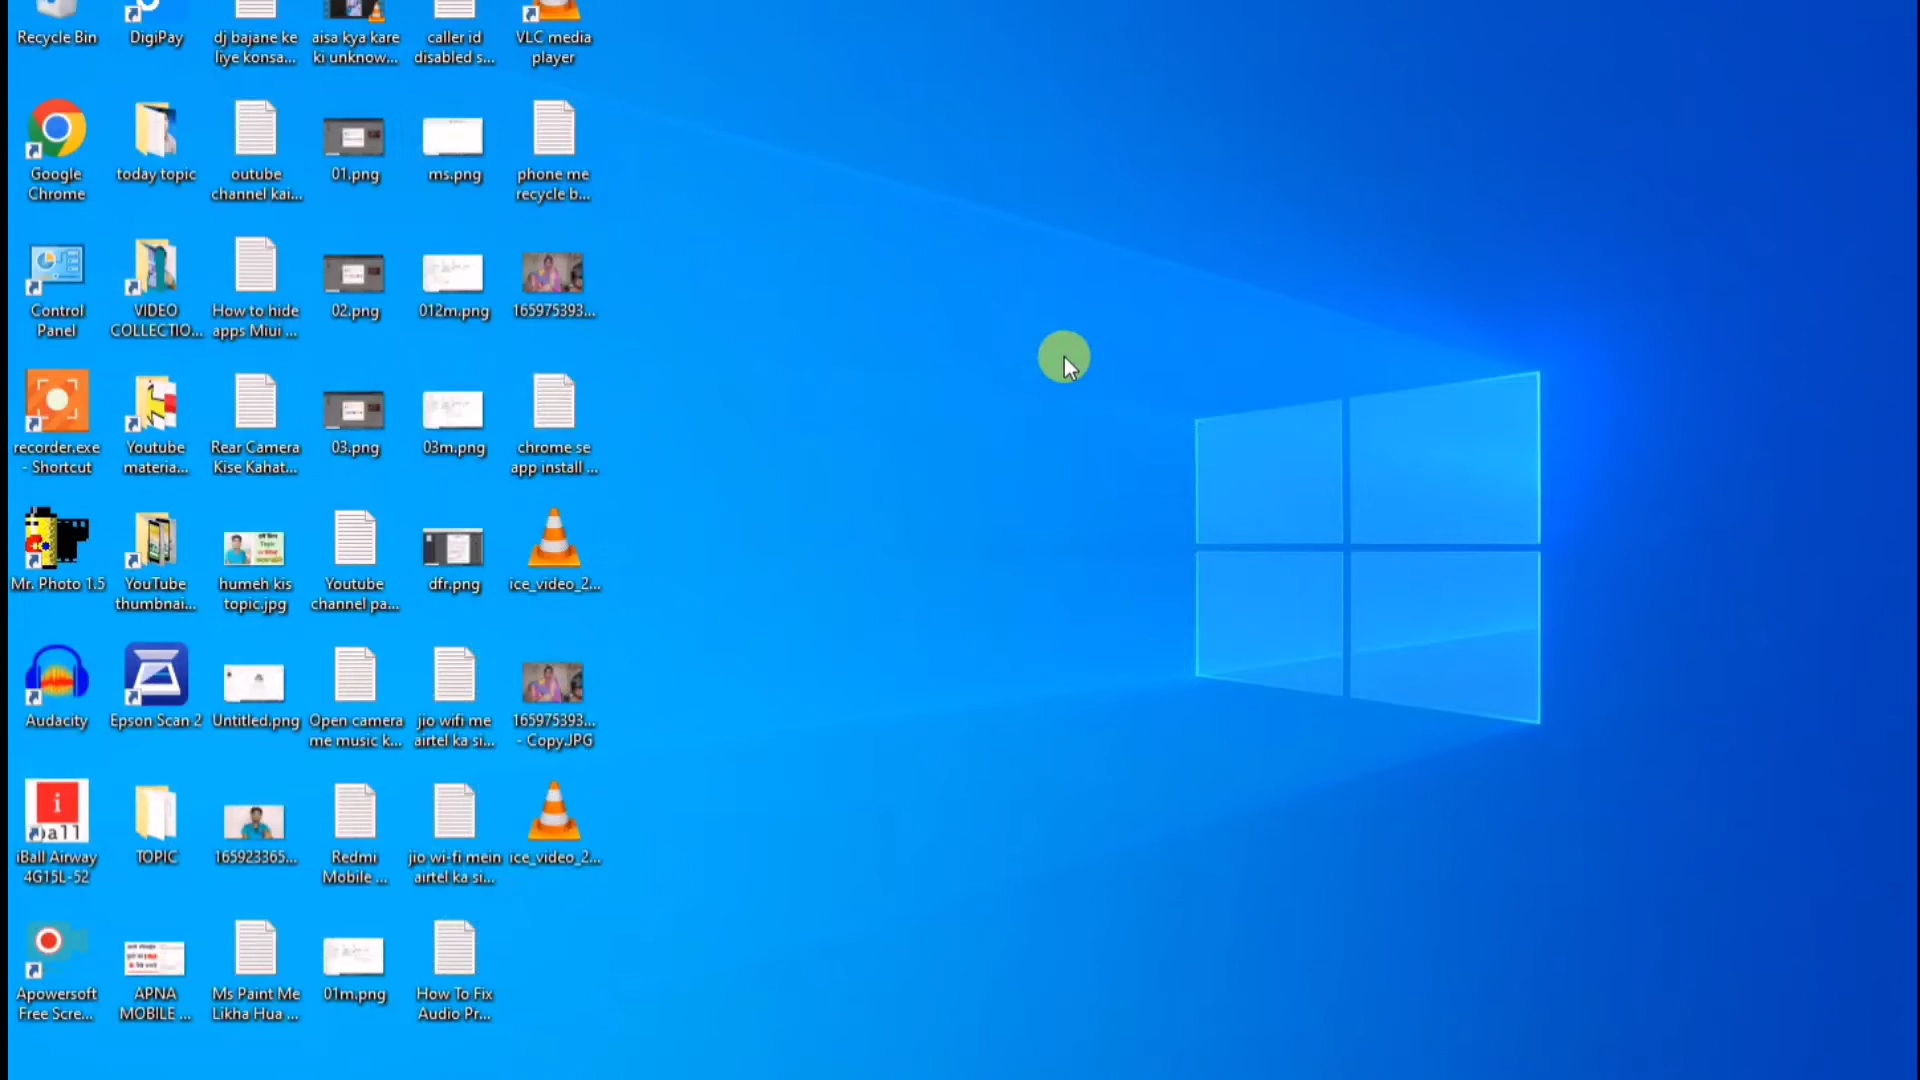 Recycle Bin
DigiPay
dj bajane ke
liye konsa...
aisa kya kare
ki unknow...
caller id
disabled s...
VLC media
player
Google
Chrome
today topic
outube
channel kai...
01.png
ms.png
phone me
recycle b...
Control
Panel
VIDEO
COLLECTIO...
How to hide
apps Miui ...
02.png
012m.png
165975393...
recorder.exe
- Shortcut
Youtube
materia...
Rear Camera
Kise Kahat...
03.png
03m.png
chrome se
app install ...
Mr. Photo 1.5
YouTube
thumbnai...
humeh kis
topic.jpg
Youtube
channel pa...
dfr.png
ice_video_2...
Audacity
Epson Scan 2
Untitled.png
Open camera
me music k...
jio wifi me
airtel ka si...
165975393...
- Copy.JPG
i
ball
iBall Airway
4G15L-52
TOPIC
165923365...
Redmi
Mobile ...
jio wi-fi mein
airtel ka si...
ice_video_2...
Apowersoft
Free Scre...
APNA
MOBILE ...
Ms Paint Me
Likha Hua ...
01m.png
How To Fix
Audio Pr...